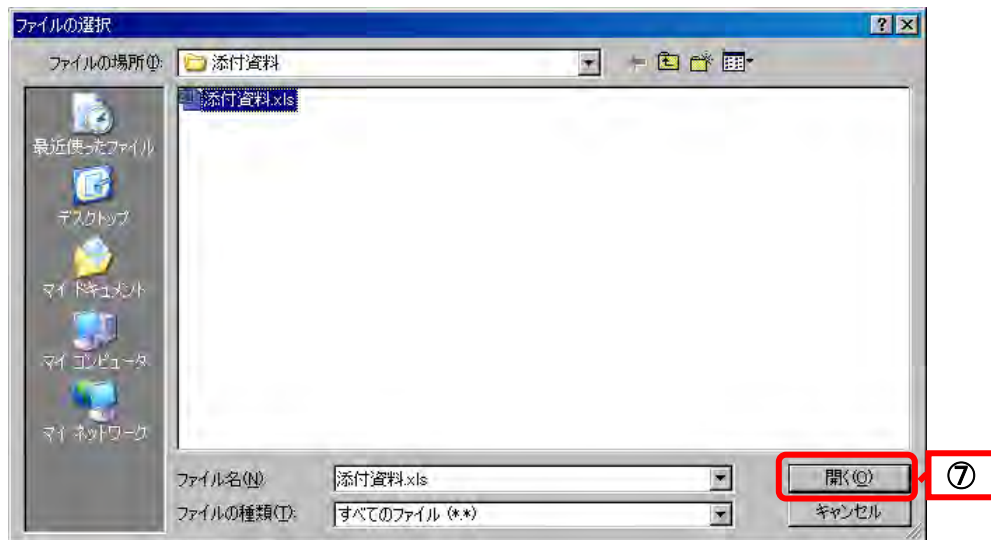 ファイルの選択
ファイルの場所(I):
添付資料
添付資料.xls
最近使ったファイル
デスクトップ
マイ ドキュメント
マイ コンピュータ
マイ ネットワーク
ファイル名(N):
添付資料.xls
開く(O)
⑦
ファイルの種類(T):
すべてのファイル (*.*)
キャンセル